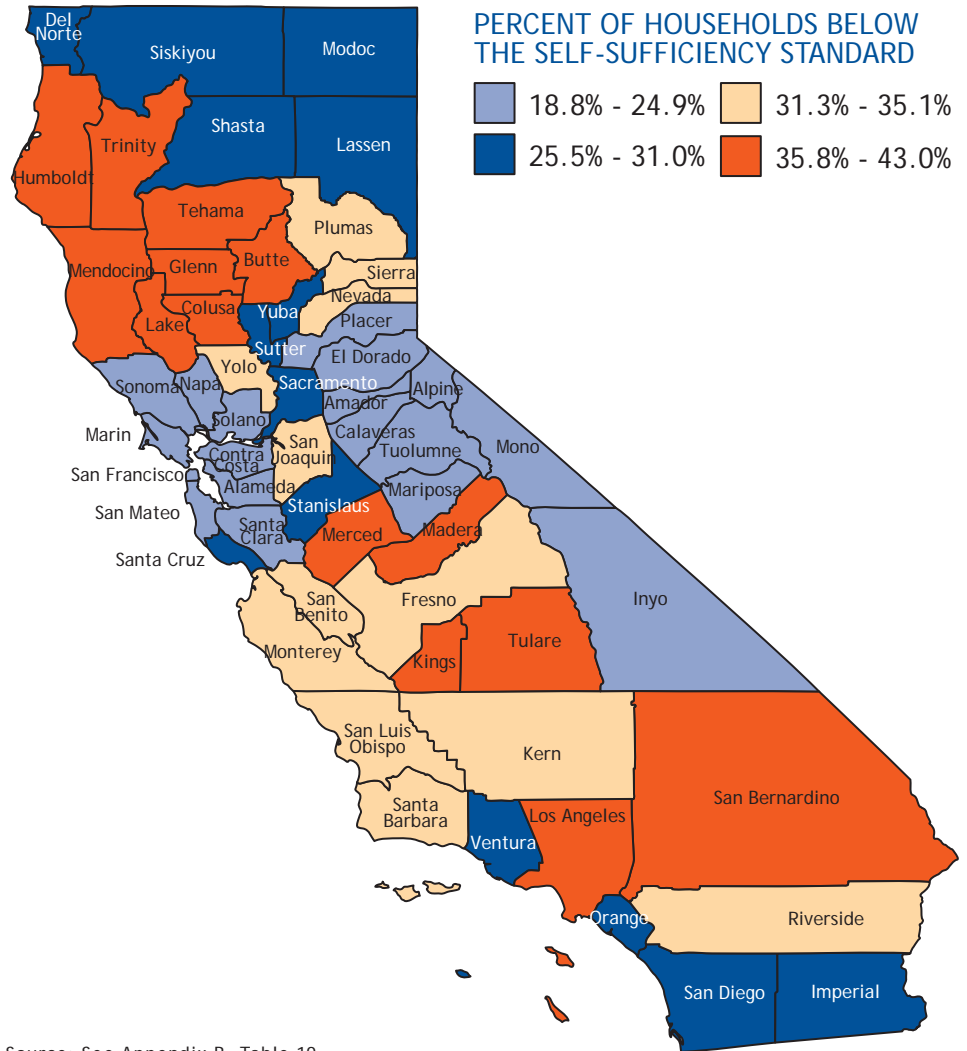 PERCENT OF HOUSEHOLDS BELOW
THE SELF-SUFFICIENCY STANDARD
18.8% - 24.9%
31.3% - 35.1%
25.5% - 31.0%
35.8% - 43.0%
Del
Norte
Siskiyou
Modoc
Shasta
Lassen
Trinity
Humboldt
Tehama
Plumas
Mendocino
Glenn
Butte
Sierra
Nevada
Colusa
Yuba
Lake
Placer
Sutter
El Dorado
Yolo
Sacramento
Sonoma
Napa
Alpine
Amador
Solano
Marin
Calaveras
San
Joaquin
Mono
Contra
Costa
Tuolumne
San Francisco
Alameda
Mariposa
San Mateo
Stanislaus
Santa
Clara
Merced
Madera
Santa Cruz
San
Benito
Fresno
Inyo
Monterey
Kings
Tulare
San Luis
Obispo
Kern
San Bernardino
Santa
Barbara
Los Angeles
Ventura
Orange
Riverside
San Diego
Imperial
Source: See Appendix B, Table 10